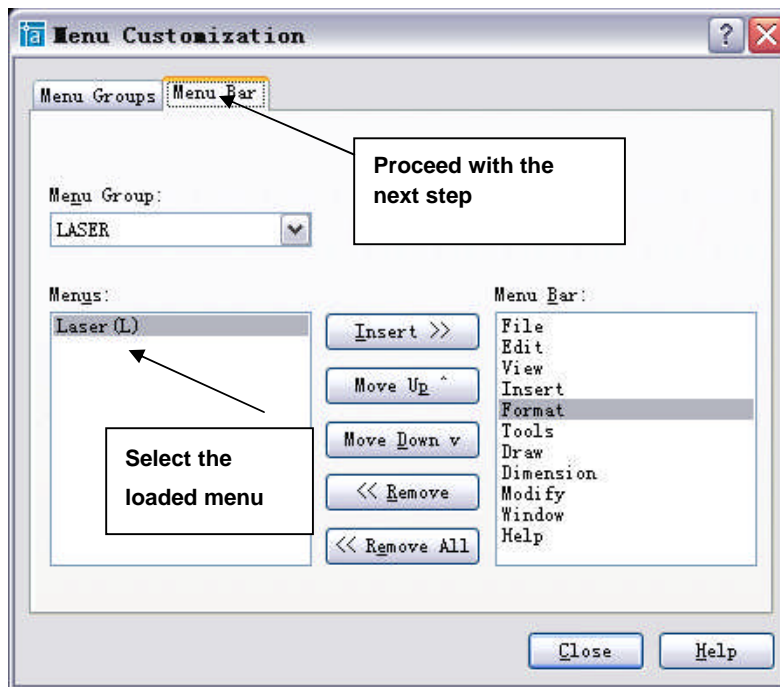 Menu Customization
Menu Groups
Menu Bar
Proceed with the
next step
Menu Group:
LASER
Menus:
Laser(L)
Select the
loaded menu
Insert >>
Move Up ^
Move Down v
<< Remove
<< Remove All
Menu Bar:
File
Edit
View
Insert
Format
Tools
Draw
Dimension
Modify
Window
Help
Close
Help